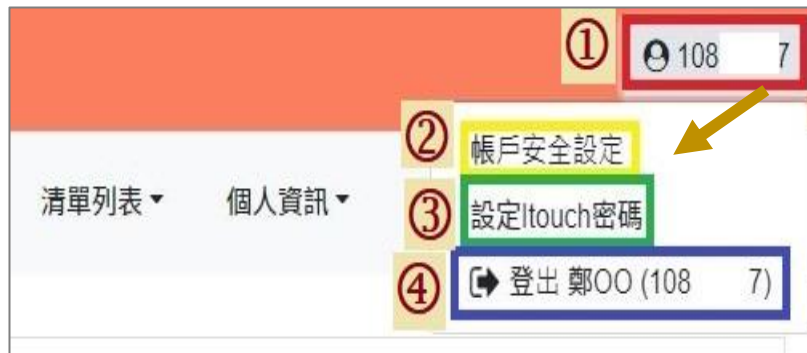 ① 108 7
② 帳戶安全設定
清單列表 個人資訊
③ 設定Itouch密碼
④ 登出 鄭OO (108 7)